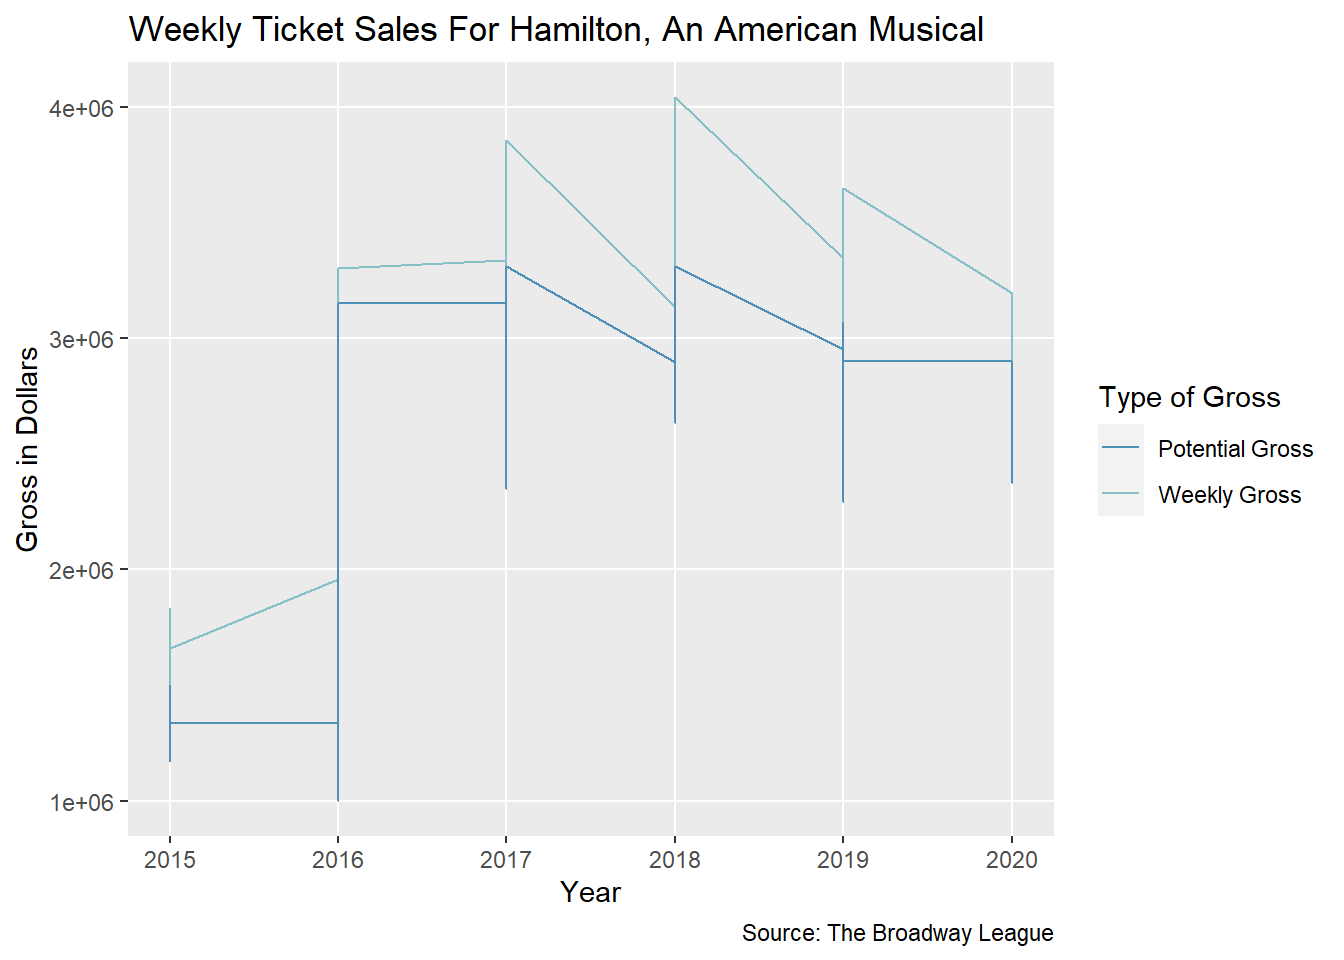 Weekly Ticket Sales For Hamilton, An American Musical
4e+06
3e+06
2e+06
1e+06
Gross in Dollars
2015 2016 2017 2018 2019 2020
Year
Type of Gross
Potential Gross
Weekly Gross
Source: The Broadway League